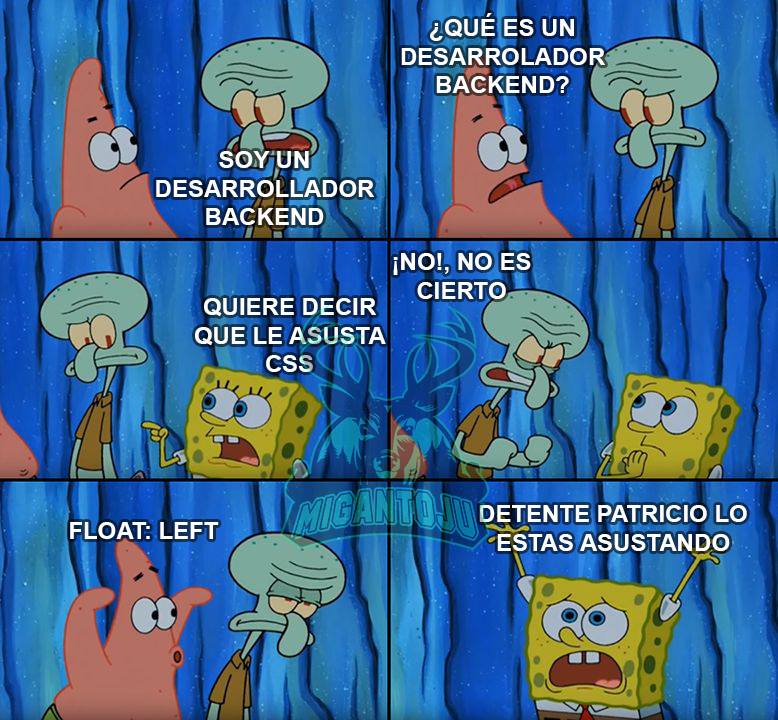 SOY UN
DESARROLLADOR
BACKEND
¿QUÉ ES UN
DESARROLADOR
BACKEND?
QUIERE DECIR
QUE LE ASUSTA
CSS
¡NO!, NO ES
CIERTO
FLOAT: LEFT
DETENTE PATRICIO LO
ESTAS ASUSTANDO
MIGANTOJU